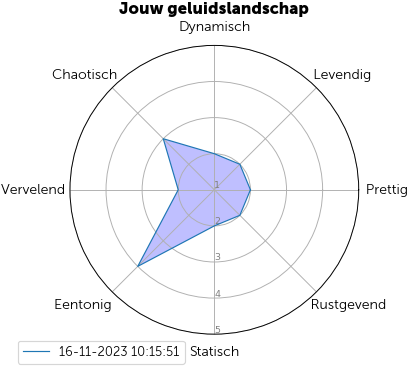 Jouw geluidslandschap
Dynamisch
Chaotisch
Levendig
Vervelend
1
Prettig
2
3
4
Eentonig
Rustgevend
5
16-11-2023 10:15:51
Statisch